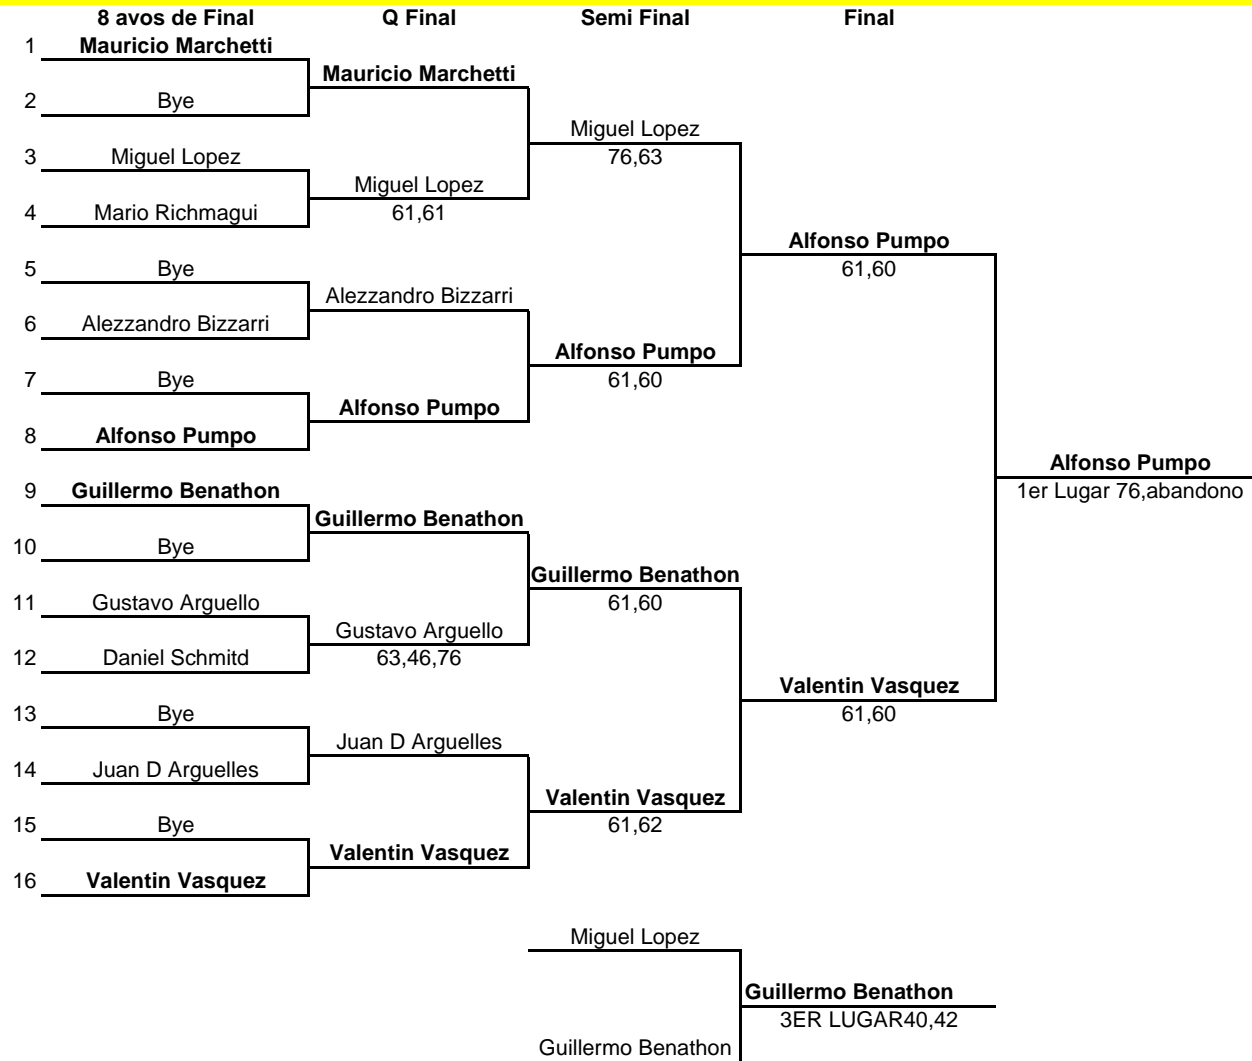 8 avos de Final Q Final Semi Final Final
1 Mauricio Marchetti
Mauricio Marchetti
2 Bye
Miguel Lopez
3 Miguel Lopez 76,63
Miguel Lopez
4 Mario Richmagui 61,61
Alfonso Pumpo
5 Bye 61,60
Alezzandro Bizzarri
6 Alezzandro Bizzarri
Alfonso Pumpo
7 Bye 61,60
Alfonso Pumpo
8 Alfonso Pumpo
Alfonso Pumpo
9 Guillermo Benathon 1er Lugar 76,abandono
Guillermo Benathon
10 Bye
Guillermo Benathon
11 Gustavo Arguello 61,60
Gustavo Arguello
12 Daniel Schmitd 63,46,76
Valentin Vasquez
13 Bye 61,60
Juan D Arguelles
14 Juan D Arguelles
Valentin Vasquez
15 Bye 61,62
Valentin Vasquez
16 Valentin Vasquez
Miguel Lopez
Guillermo Benathon
3ER LUGAR40,42
Guillermo Benathon